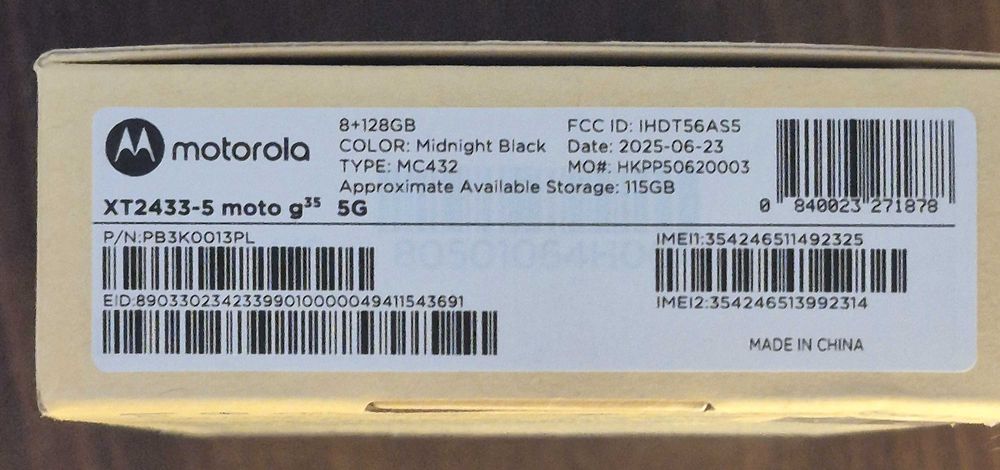 motorola
8+128GB
COLOR: Midnight Black
TYPE: MC432
Approximate Available Storage: 115GB
FCC ID: IHDT56AS5
Date: 2025-06-23
MO#: HKPP50620003
0 840023 271878
XT2433-5 moto g35 5G
P/N:PB3K0013PL
EID:89033023423399010000049411543691
IMEI1:354246511492325
IMEI2:354246513992314
MADE IN CHINA